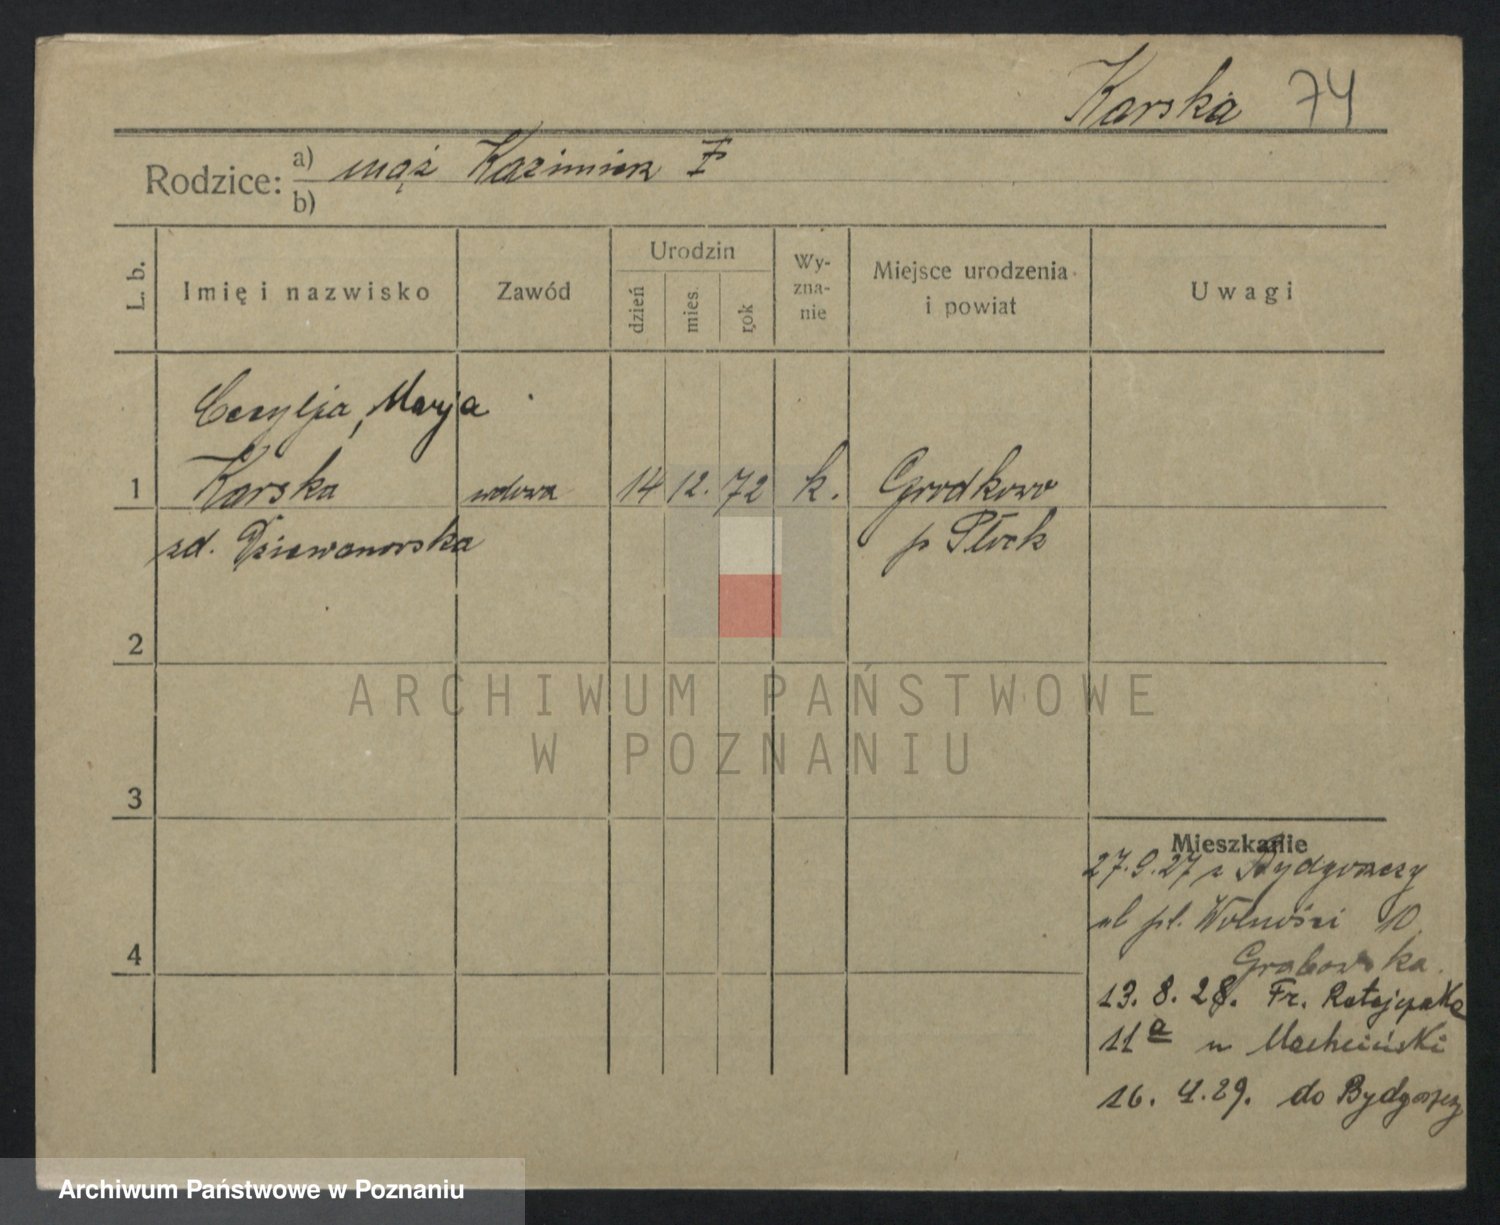 Karska 74
Rodzice: a) mąż Kazimierz
b)
L. b.
Imię i nazwisko
Zawód
Urodzin
dzień
mies.
rok
Wy-
zna-
nie
Miejsce urodzenia
i powiat
Uwagi
Cecylja, Marja
1 Karska wdowa 14 12. 72 k. Grodkowo
zd. Dziewanowska p Płock
2
ARCHIWUM PAŃSTWOWE
W POZNANIU
3
Mieszkanie
27.9.27 z Bydgoszczy
pl. Wolności 10
Grabowska
4
13. 8. 28. Fr. Ratajczaka
11a u Machciński
16. 4. 29. do Bydgoszczy
Archiwum Państwowe w Poznaniu